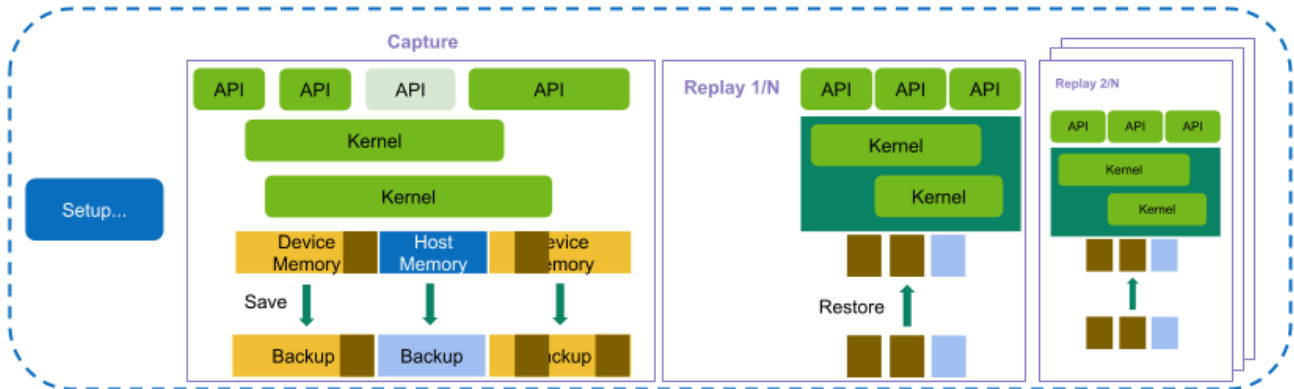 Capture
API
API
API
API
Kernel
Kernel
Setup...
Device
Memory
Host
Memory
evice
emory
Save
Backup
Backup
ckup
Replay 1/N
API
API
API
Kernel
Kernel
Restore
Replay 2/N
API
API
API
Kernel
Kernel